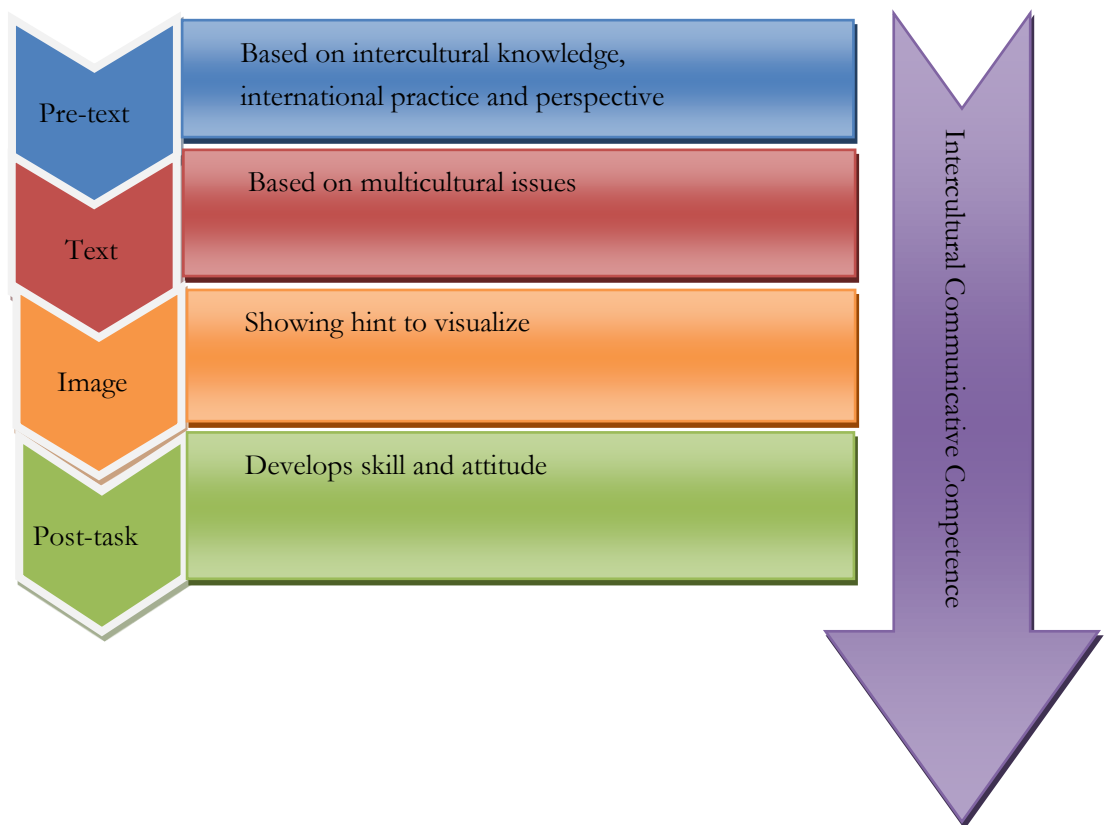 Pre-text
Based on intercultural knowledge,
international practice and perspective
Text
Based on multicultural issues
Image
Showing hint to visualize
Post-task
Develops skill and attitude
Intercultural Communicative Competence